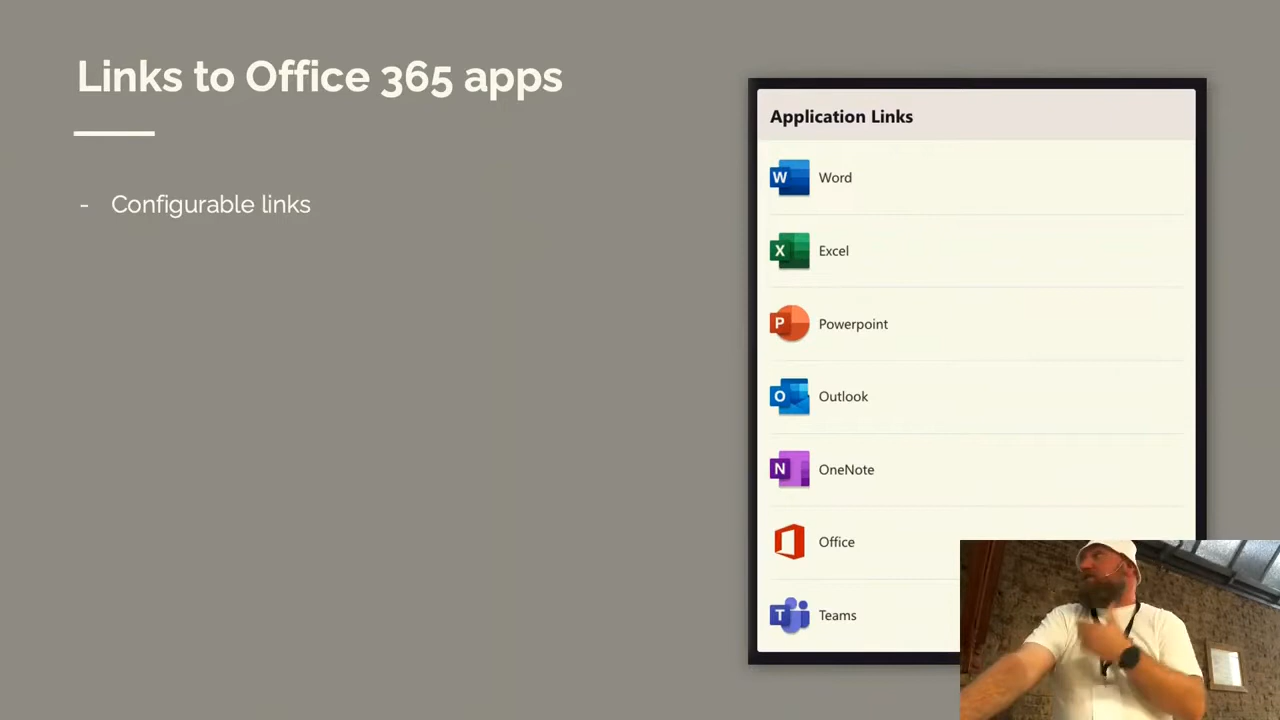 Links to Office 365 apps
- Configurable links
Application Links
W Word
X Excel
P Powerpoint
O Outlook
N OneNote
Office
T Teams